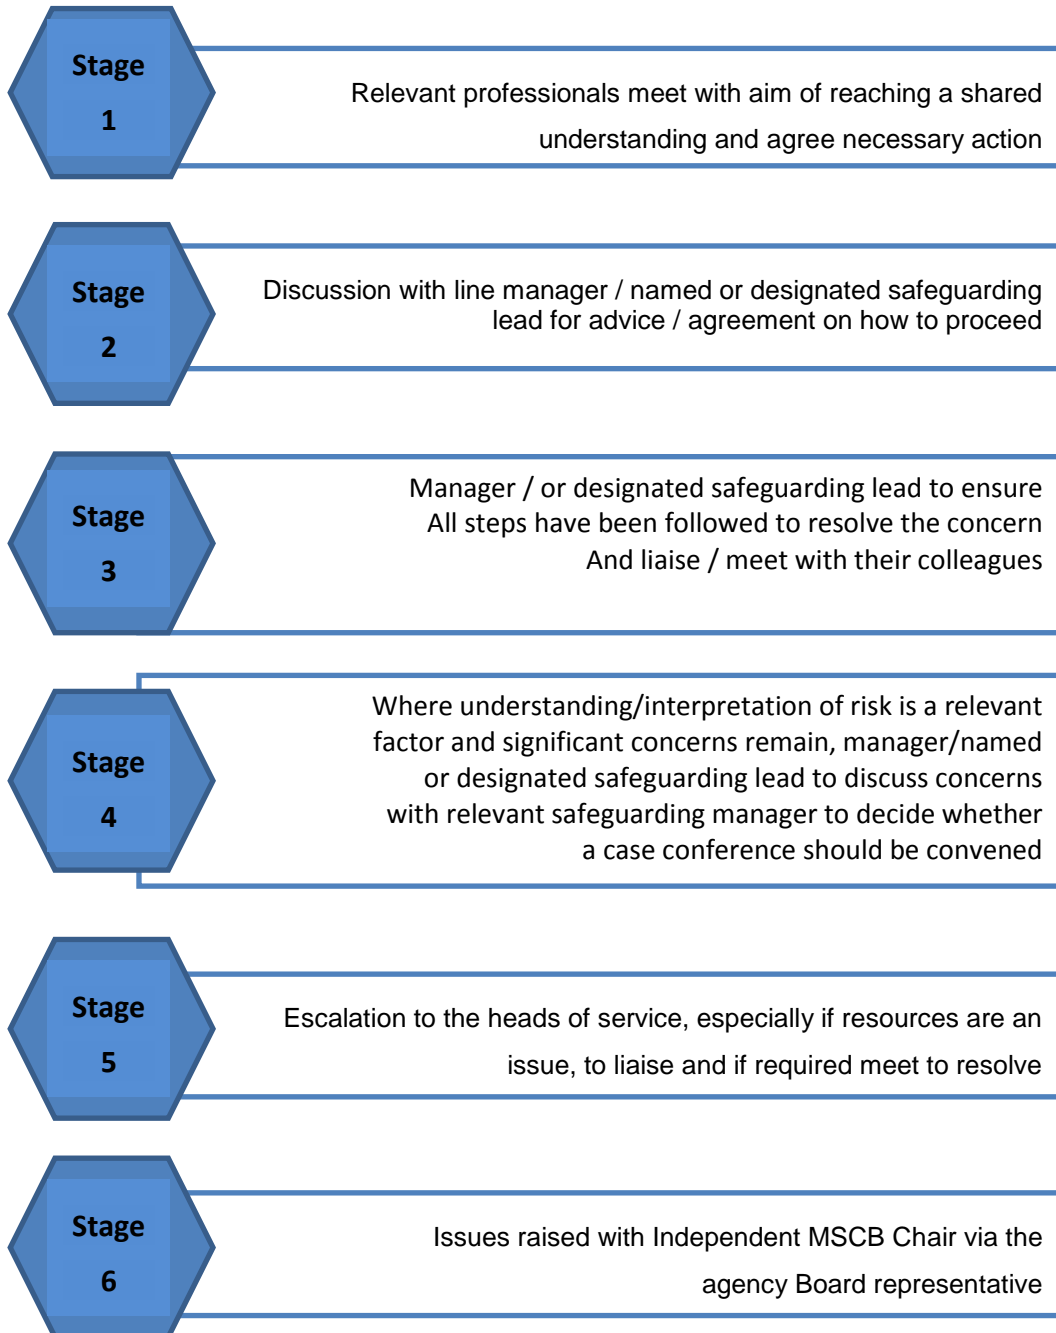 Stage
1
Relevant professionals meet with aim of reaching a shared
understanding and agree necessary action
Stage
2
Discussion with line manager / named or designated safeguarding
lead for advice / agreement on how to proceed
Stage
3
Manager / or designated safeguarding lead to ensure
All steps have been followed to resolve the concern
And liaise / meet with their colleagues
Stage
4
Where understanding/interpretation of risk is a relevant
factor and significant concerns remain, manager/named
or designated safeguarding lead to discuss concerns
with relevant safeguarding manager to decide whether
a case conference should be convened
Stage
5
Escalation to the heads of service, especially if resources are an
issue, to liaise and if required meet to resolve
Stage
6
Issues raised with Independent MSCB Chair via the
agency Board representative